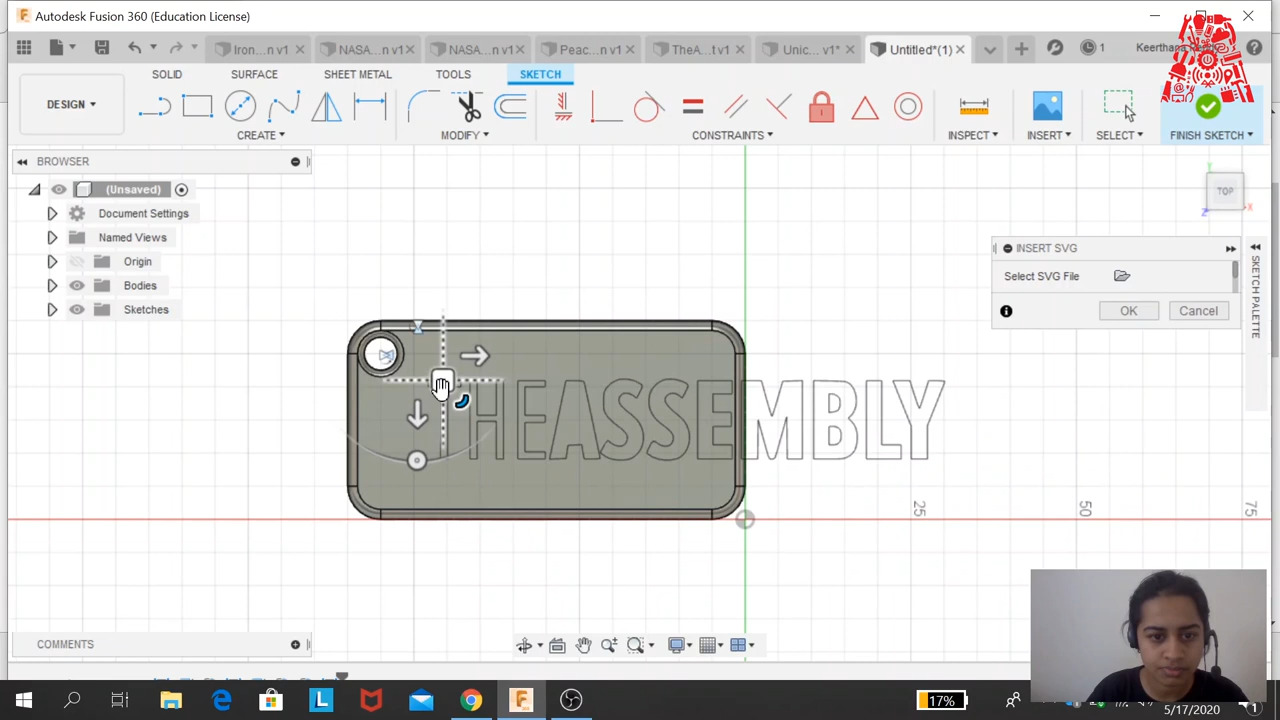 Autodesk Fusion 360 (Education License)
Iron...n v1
NASA...n v1
NASA...n
Peac...n v1
TheA...t v1
Unic... v1*
Untitled*(1)
1
Keerthana
SOLID
SURFACE
SHEET METAL
TOOLS
SKETCH
DESIGN
CREATE
MODIFY
CONSTRAINTS
INSPECT
INSERT
SELECT
FINISH SKETCH
BROWSER
TOP
Y
X
Z
(Unsaved)
Document Settings
Named Views
Origin
Bodies
Sketches
INSERT SVG
Select SVG File
OK
Cancel
SKETCH PALETTE
THEASSEMBLY
25
50
75
COMMENTS
17%
5/17/2020
1